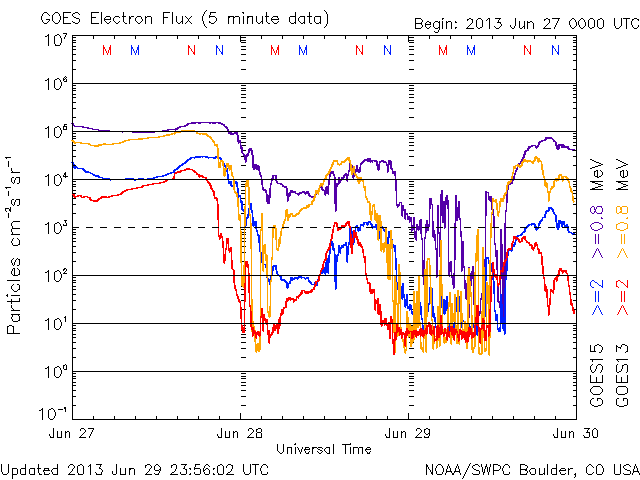 GOES Electron Flux (5 minute data)
Begin: 2013 Jun 27 0000 UTC
10⁷
10⁶
10⁵
10⁴
10³
10²
10¹
10⁰
10⁻¹
M M N N M M N N M M N N
Particles cm⁻²s⁻¹sr⁻¹
GOES15 >=2 >=0.8 MeV
GOES13 >=2 >=0.8 MeV
Jun 27 Jun 28 Jun 29 Jun 30
Universal Time
Updated 2013 Jun 29 23:56:02 UTC
NOAA/SWPC Boulder, CO USA